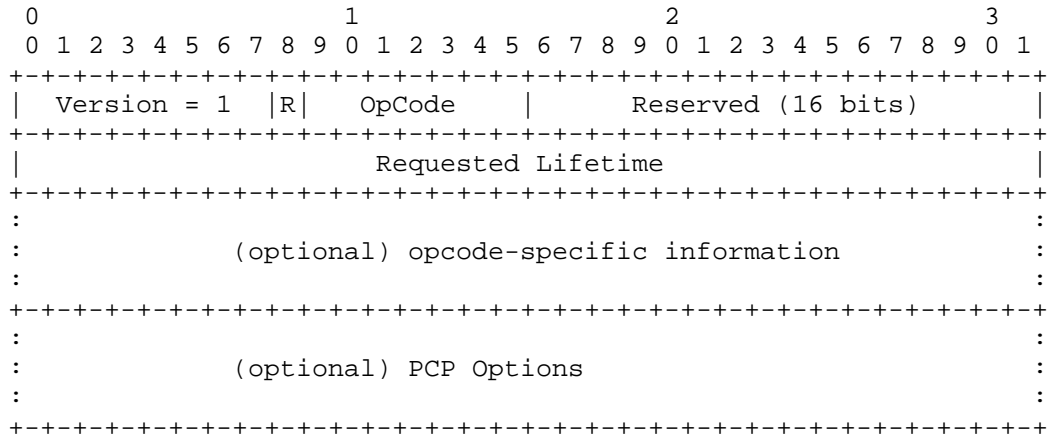 0                   1                   2                   3
 0 1 2 3 4 5 6 7 8 9 0 1 2 3 4 5 6 7 8 9 0 1 2 3 4 5 6 7 8 9 0 1
+-+-+-+-+-+-+-+-+-+-+-+-+-+-+-+-+-+-+-+-+-+-+-+-+-+-+-+-+-+-+-+-+
|  Version = 1  |R|   OpCode    |      Reserved (16 bits)       |
+-+-+-+-+-+-+-+-+-+-+-+-+-+-+-+-+-+-+-+-+-+-+-+-+-+-+-+-+-+-+-+-+
|                      Requested Lifetime                       |
+-+-+-+-+-+-+-+-+-+-+-+-+-+-+-+-+-+-+-+-+-+-+-+-+-+-+-+-+-+-+-+-+
:                                                               :
:             (optional) opcode-specific information            :
:                                                               :
+-+-+-+-+-+-+-+-+-+-+-+-+-+-+-+-+-+-+-+-+-+-+-+-+-+-+-+-+-+-+-+-+
:                                                               :
:             (optional) PCP Options                            :
:                                                               :
+-+-+-+-+-+-+-+-+-+-+-+-+-+-+-+-+-+-+-+-+-+-+-+-+-+-+-+-+-+-+-+-+